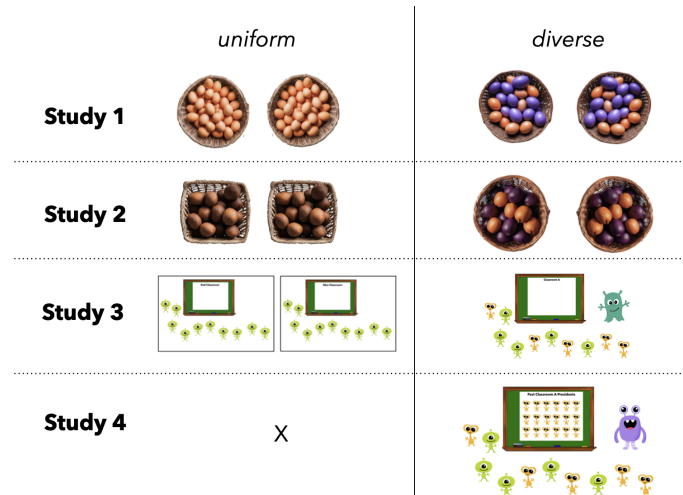 uniform
diverse
Study 1
Study 2
Study 3
Classroom A
Study 4
Past Classroom A Presidents
X